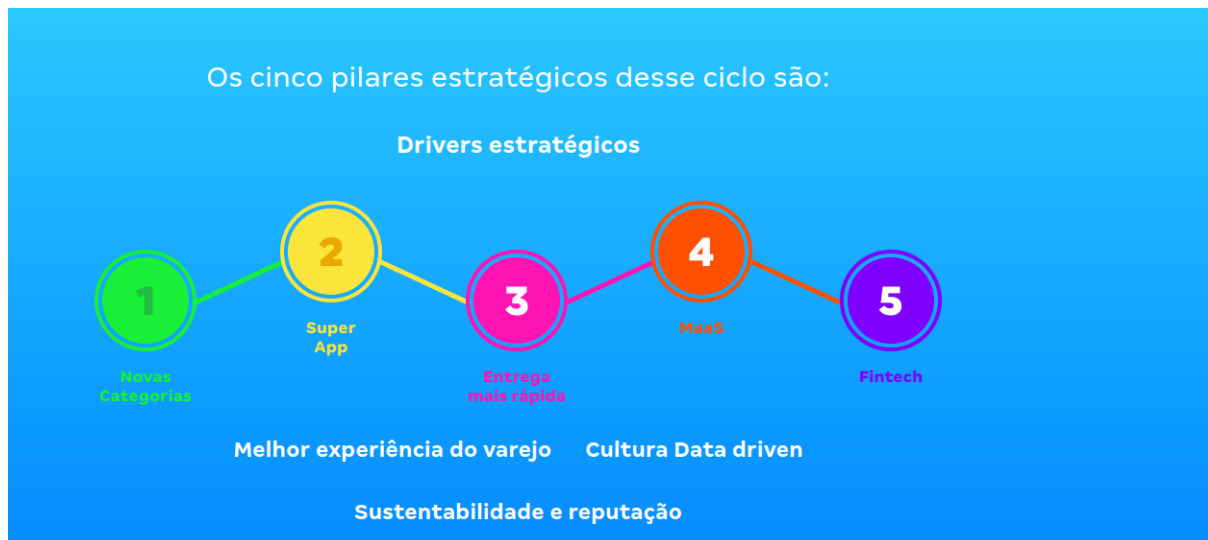 Os cinco pilares estratégicos desse ciclo são:
Drivers estratégicos
1
Novas
Categorias
2
Super
App
3
Entrega
mais rápida
4
MaaS
5
Fintech
Melhor experiência do varejo
Cultura Data driven
Sustentabilidade e reputação